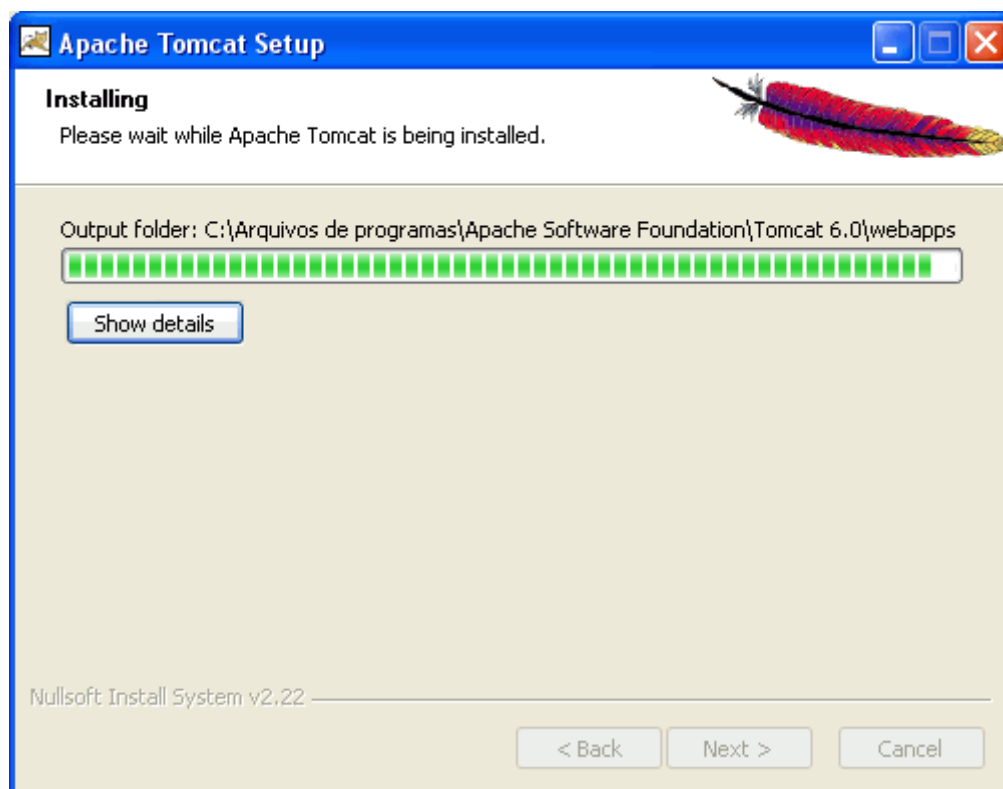 Apache Tomcat Setup
Installing
Please wait while Apache Tomcat is being installed.
Output folder: C:\Arquivos de programas\Apache Software Foundation\Tomcat 6.0\webapps
Show details
Nullsoft Install System v2.22
< Back Next > Cancel